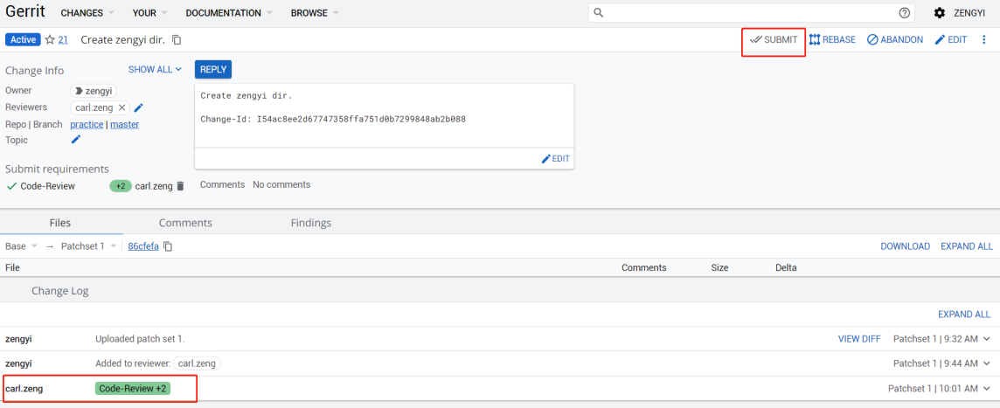 Gerrit CHANGES YOUR DOCUMENTATION BROWSE ZENGYI
Active 21 Create zengyi dir. SUBMIT REBASE ABANDON EDIT
Change Info SHOW ALL REPLY
Owner zengyi
Reviewers carl.zeng
Repo | Branch practice | master
Topic
Create zengyi dir.
Change-Id: I54ac8ee2d67747358ffa751d0b7299848ab2b088
EDIT
Submit requirements
Code-Review +2 carl.zeng
Comments No comments
Files Comments Findings
Base → Patchset 1 86cfefa DOWNLOAD EXPAND ALL
File Comments Size Delta
Change Log
EXPAND ALL
zengyi Uploaded patch set 1. VIEW DIFF Patchset 1 | 9:32 AM
zengyi Added to reviewer: carl.zeng Patchset 1 | 9:44 AM
carl.zeng Code-Review +2 Patchset 1 | 10:01 AM